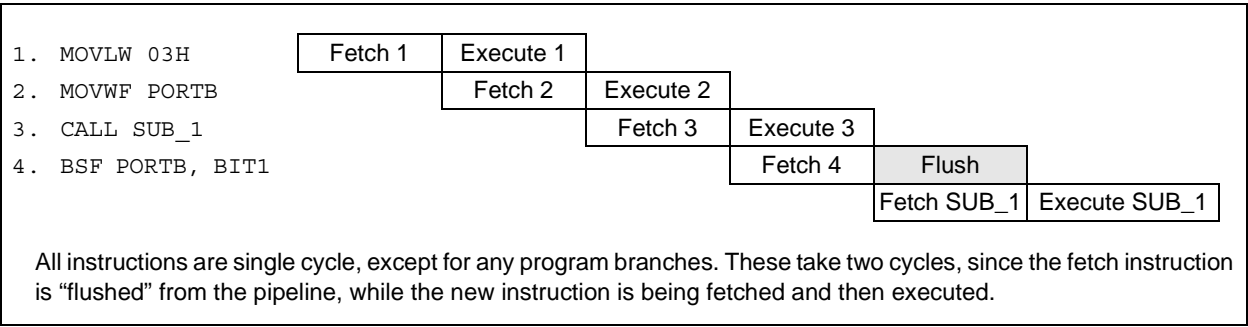 1. MOVLW 03H Fetch 1 Execute 1
2. MOVWF PORTB Fetch 2 Execute 2
3. CALL SUB_1 Fetch 3 Execute 3
4. BSF PORTB, BIT1 Fetch 4 Flush
Fetch SUB_1 Execute SUB_1
All instructions are single cycle, except for any program branches. These take two cycles, since the fetch instruction
is “flushed” from the pipeline, while the new instruction is being fetched and then executed.